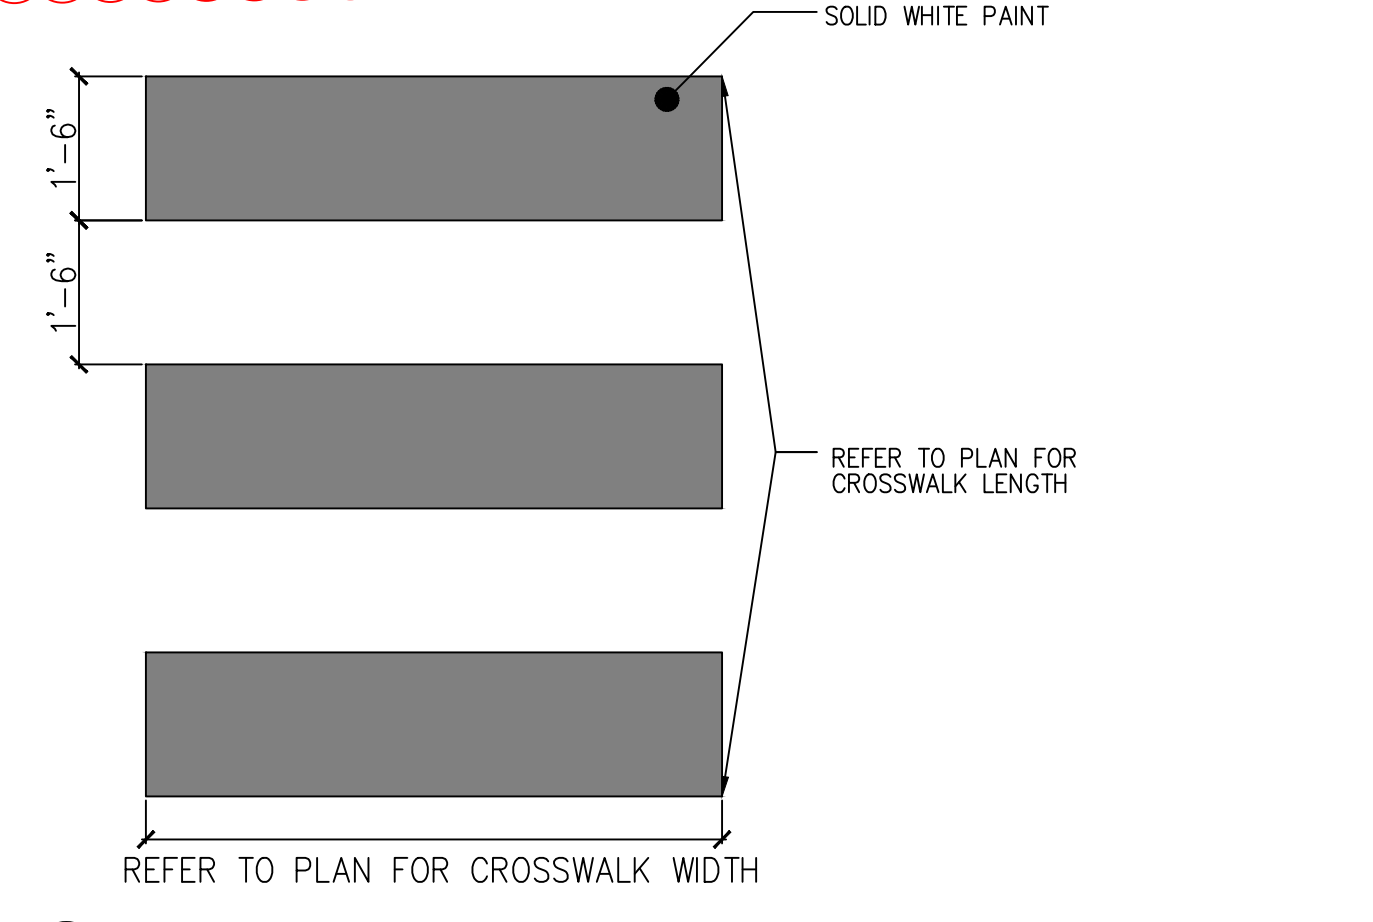 SOLID WHITE PAINT
1'-6"
1'-6"
REFER TO PLAN FOR
CROSSWALK LENGTH
REFER TO PLAN FOR CROSSWALK WIDTH